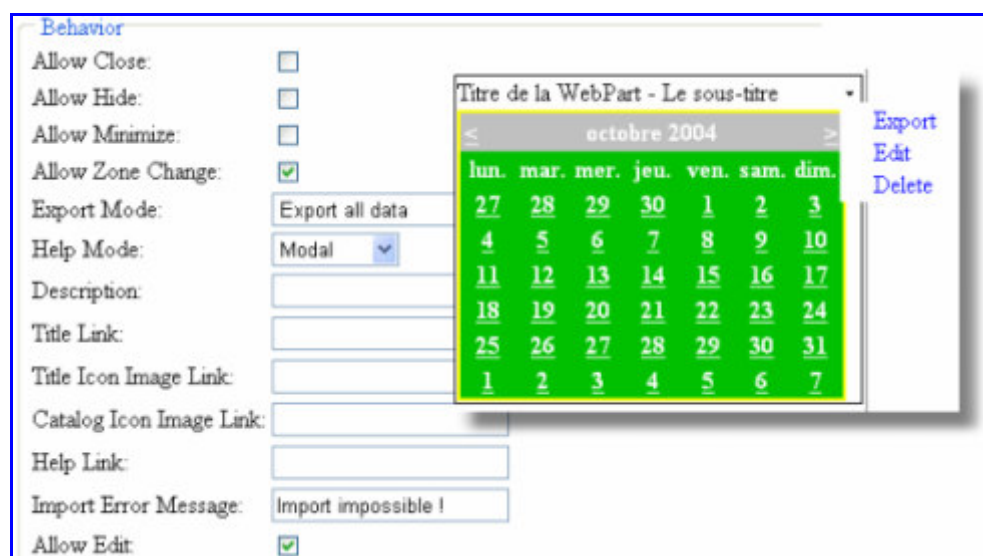 Behavior
Allow Close:
Allow Hide:
Allow Minimize:
Allow Zone Change:
Export Mode: Export all data
Help Mode: Modal
Description:
Title Link:
Title Icon Image Link:
Catalog Icon Image Link:
Help Link:
Import Error Message: Import impossible !
Allow Edit:
Titre de la WebPart - Le sous-titre
< octobre 2004 >
lun. mar. mer. jeu. ven. sam. dim.
27 28 29 30 1 2 3
4 5 6 7 8 9 10
11 12 13 14 15 16 17
18 19 20 21 22 23 24
25 26 27 28 29 30 31
1 2 3 4 5 6 7
Export
Edit
Delete